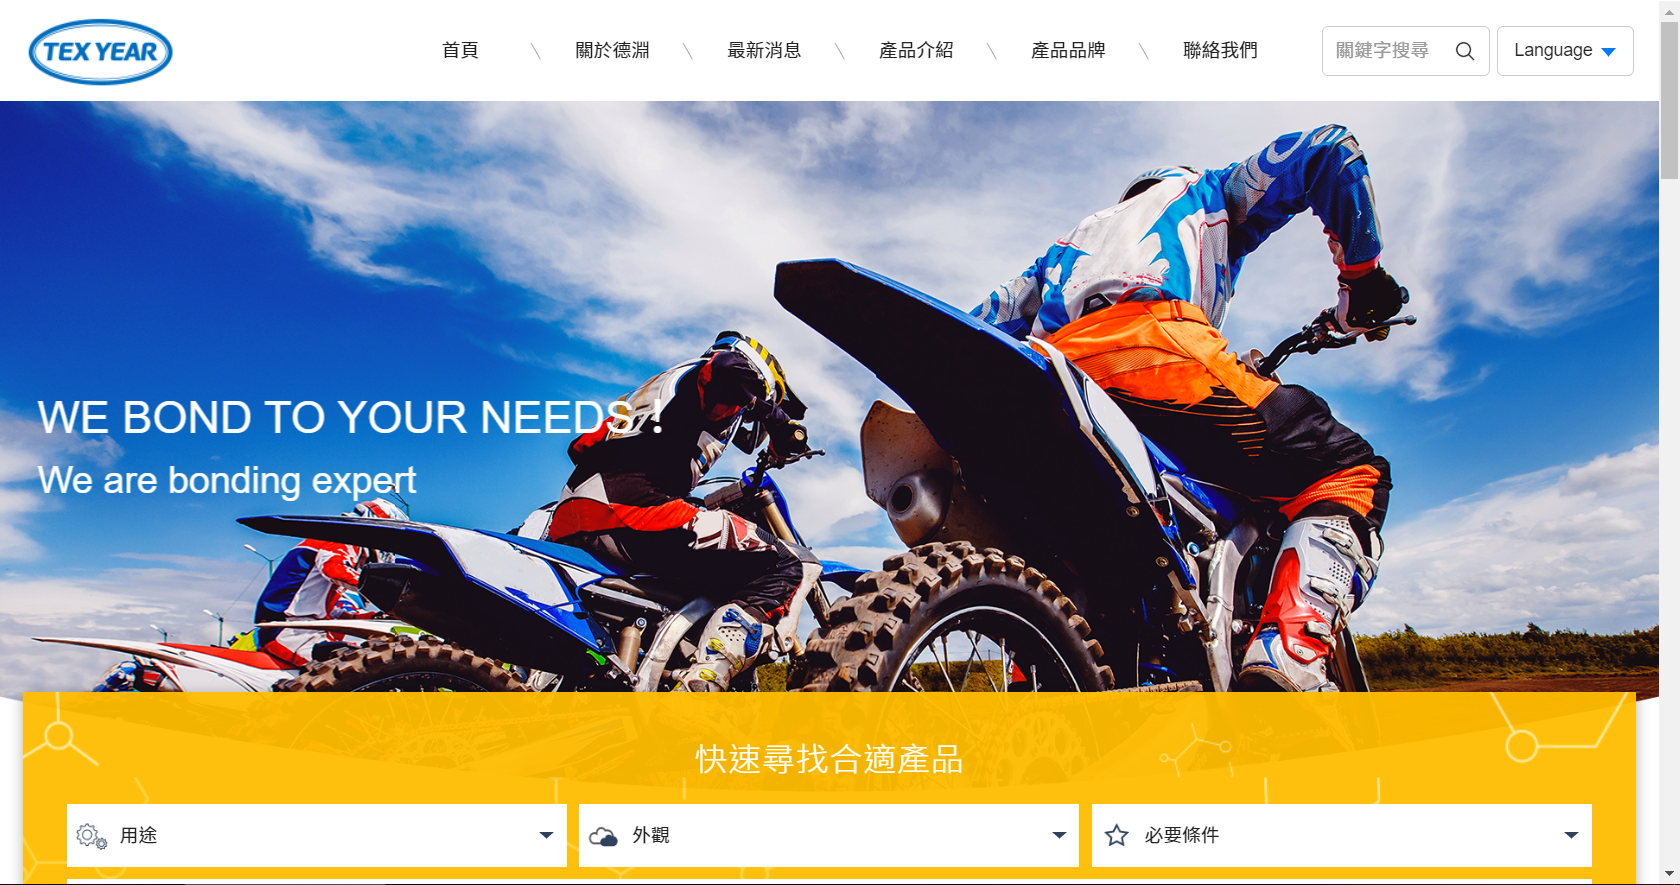 TEX YEAR
首頁 \ 關於德淵 \ 最新消息 \ 產品介紹 \ 產品品牌 \ 聯絡我們
關鍵字搜尋
Language
WE BOND TO YOUR NEEDS !
We are bonding expert
快速尋找合適產品
用途
外觀
必要條件